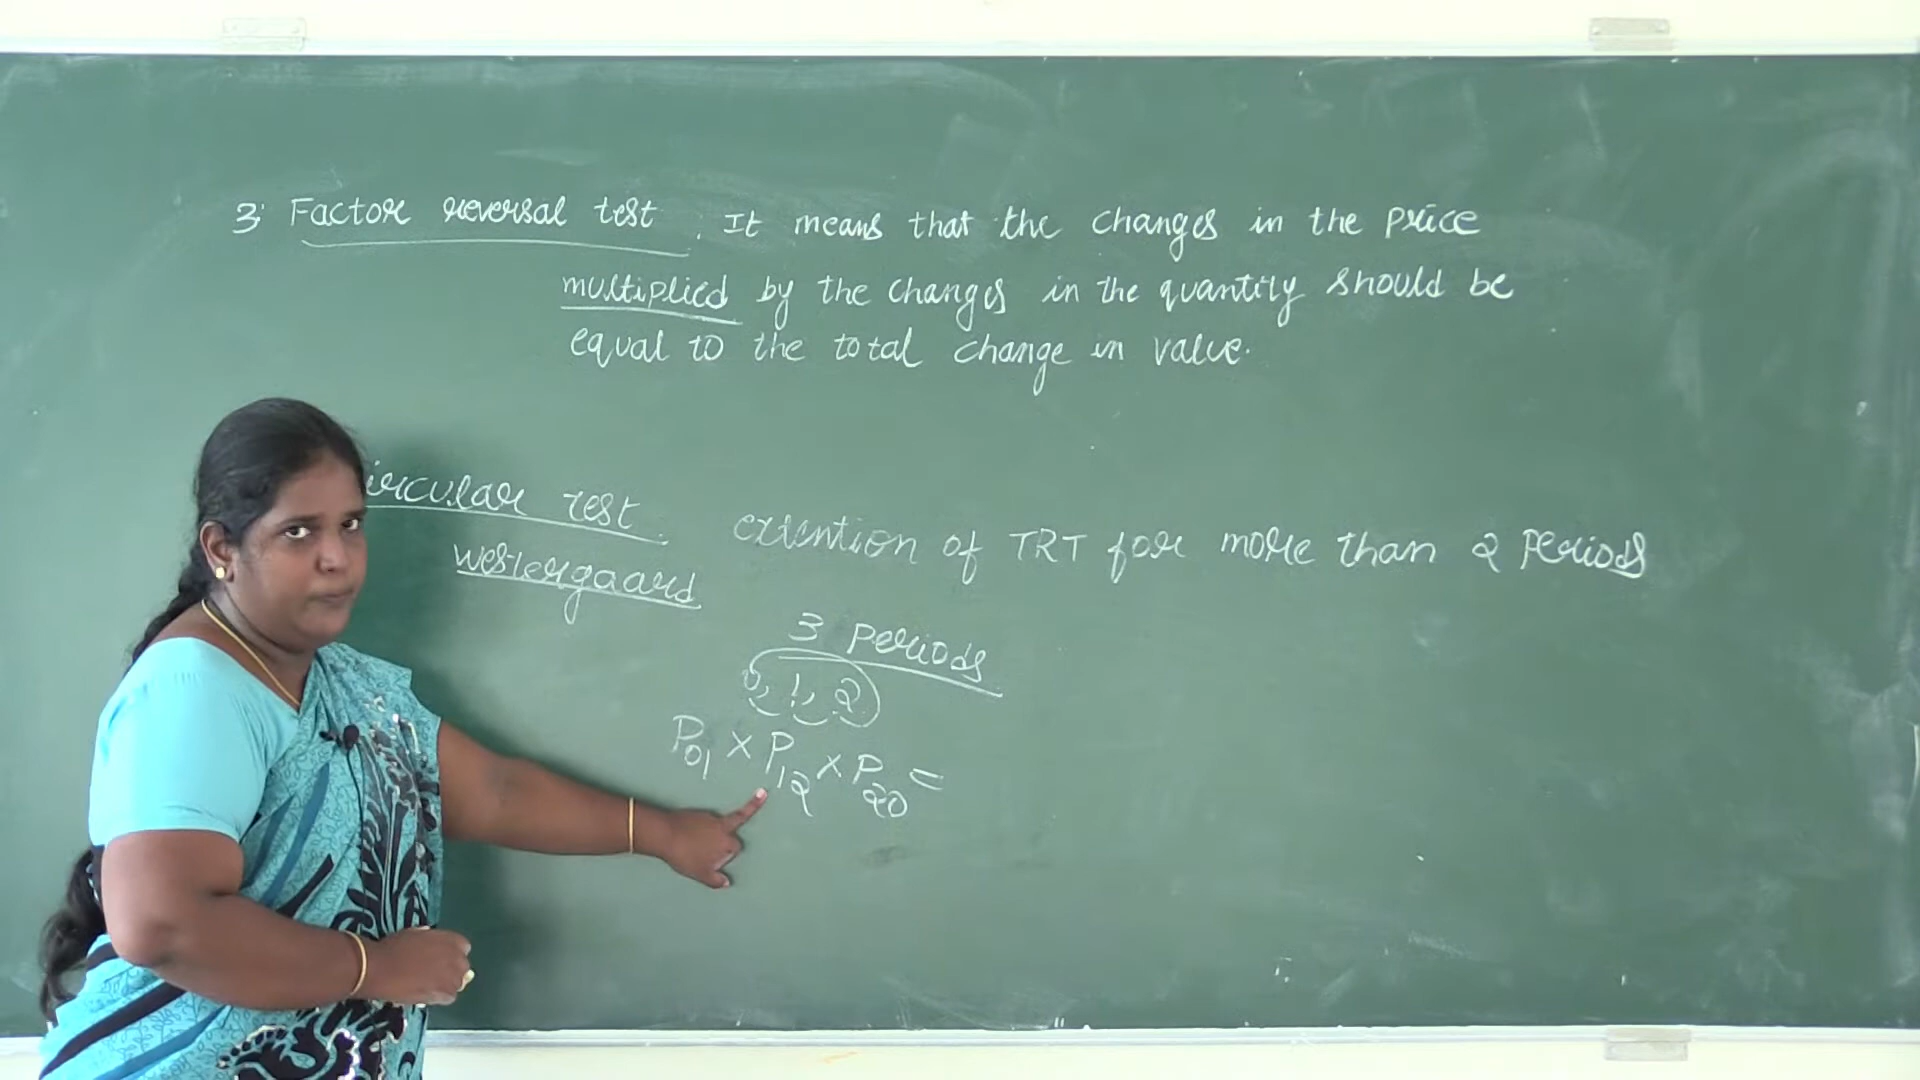 3. Factor reversal test. It means that the changes in the price
multiplied by the changes in the quantity should be
equal to the total change in value.
ircular test
westergaard
extention of TRT for more than 2 periods
3 periods
0, 1, 2
P01 × P12 × P20 =